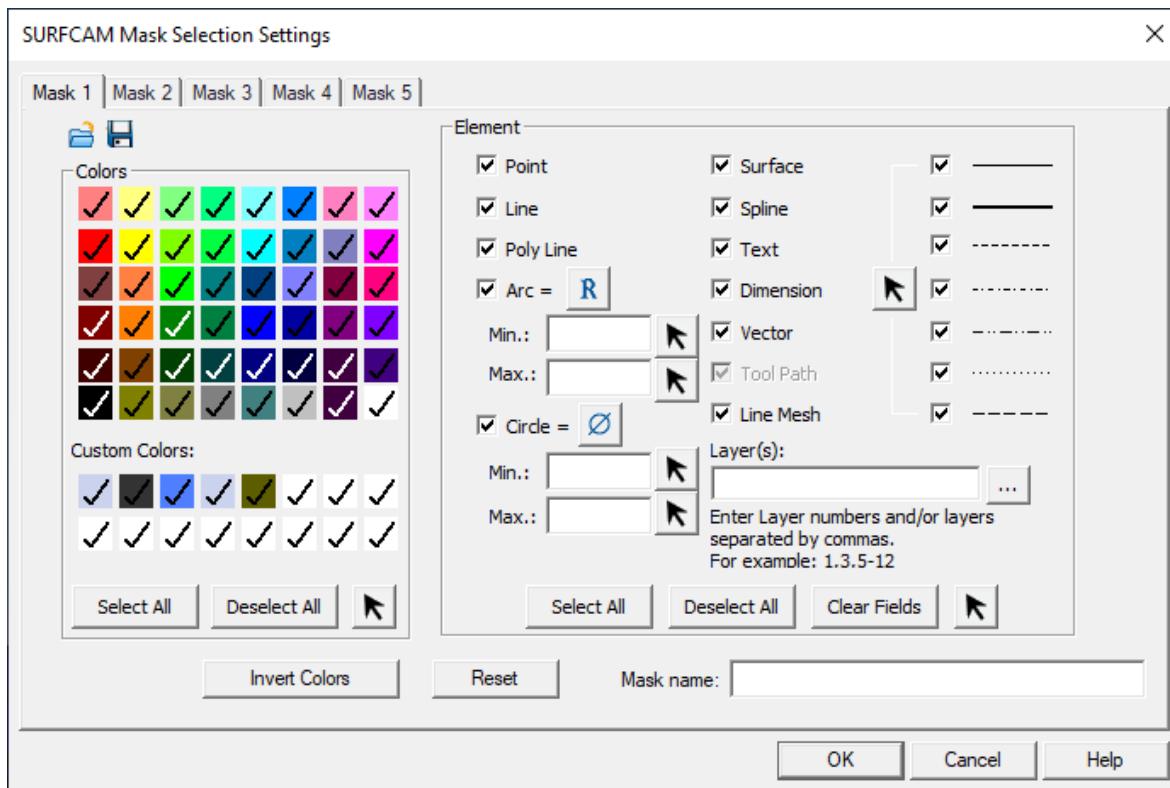 SURFCAM Mask Selection Settings
Mask 1
Mask 2
Mask 3
Mask 4
Mask 5
Colors
Custom Colors:
Select All
Deselect All
Element
Point
Line
Poly Line
Arc =
R
Min.:
Max.:
Circle =
Ø
Min.:
Max.:
Surface
Spline
Text
Dimension
Vector
Tool Path
Line Mesh
Layer(s):
...
Enter Layer numbers and/or layers
separated by commas.
For example: 1.3.5-12
Select All
Deselect All
Clear Fields
Invert Colors
Reset
Mask name:
OK
Cancel
Help